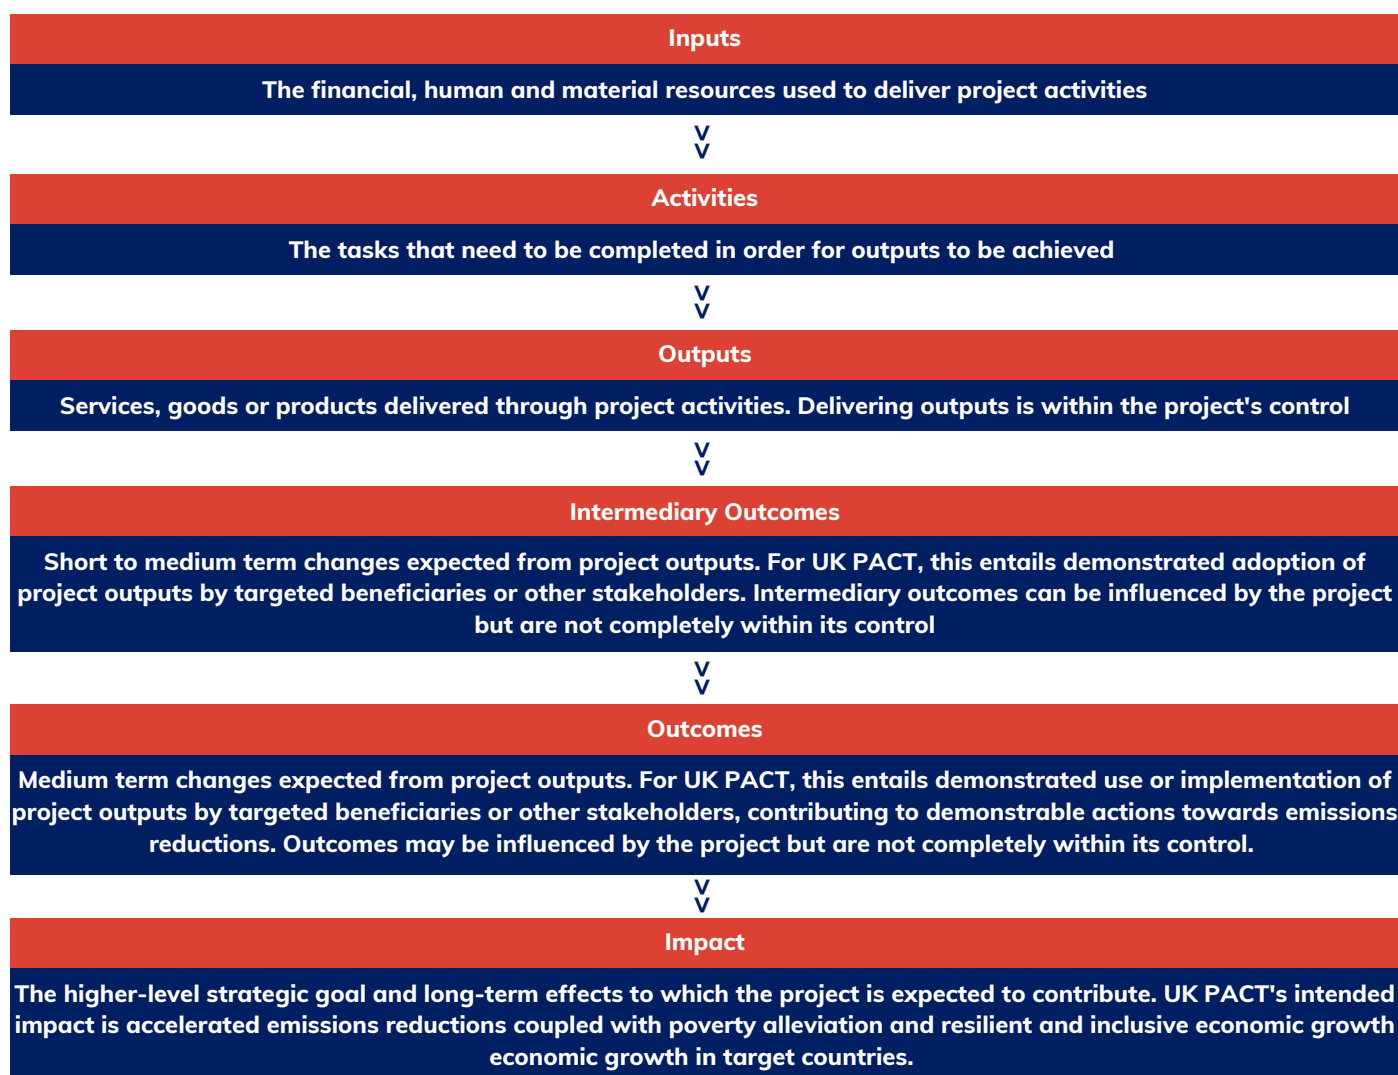 Inputs
The financial, human and material resources used to deliver project activities
Activities
The tasks that need to be completed in order for outputs to be achieved
Outputs
Services, goods or products delivered through project activities. Delivering outputs is within the project's control
Intermediary Outcomes
Short to medium term changes expected from project outputs. For UK PACT, this entails demonstrated adoption of
project outputs by targeted beneficiaries or other stakeholders. Intermediary outcomes can be influenced by the project
but are not completely within its control
Outcomes
Medium term changes expected from project outputs. For UK PACT, this entails demonstrated use or implementation of
project outputs by targeted beneficiaries or other stakeholders, contributing to demonstrable actions towards emissions
reductions. Outcomes may be influenced by the project but are not completely within its control.
Impact
The higher-level strategic goal and long-term effects to which the project is expected to contribute. UK PACT's intended
impact is accelerated emissions reductions coupled with poverty alleviation and resilient and inclusive economic growth
economic growth in target countries.